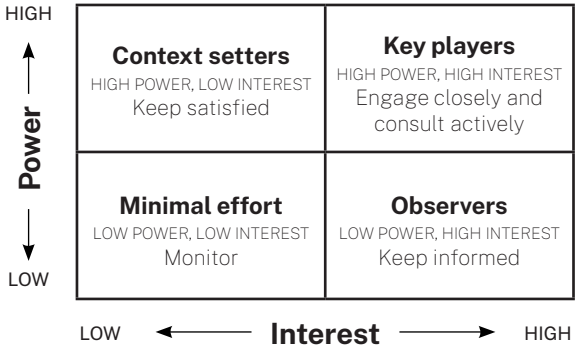 HIGH
Power
LOW
Context setters
HIGH POWER, LOW INTEREST
Keep satisfied
Key players
HIGH POWER, HIGH INTEREST
Engage closely and
consult actively
Minimal effort
LOW POWER, LOW INTEREST
Monitor
Observers
LOW POWER, HIGH INTEREST
Keep informed
LOW
Interest
HIGH